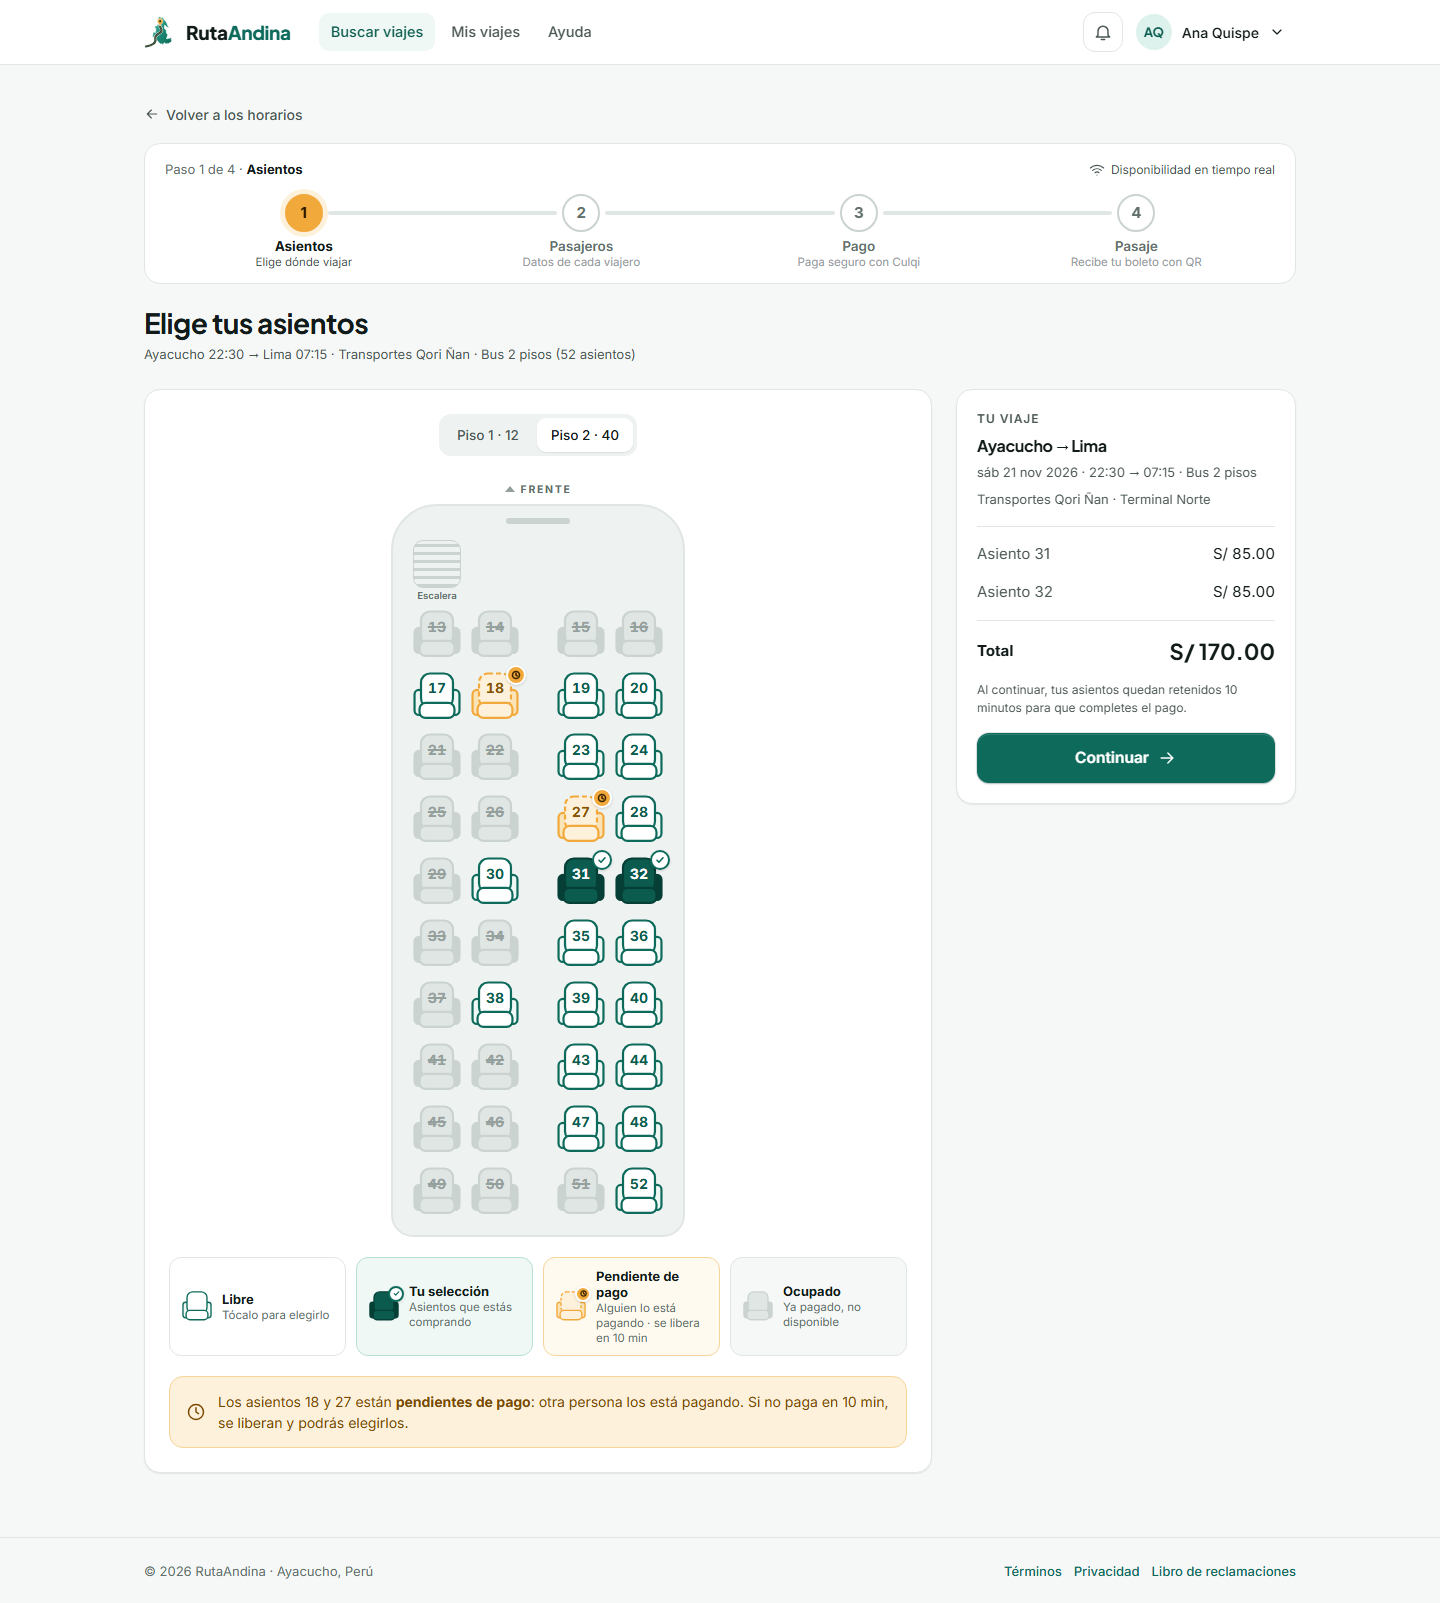 RutaAndina
Buscar viajes
Mis viajes
Ayuda
AQ
Ana Quispe
← Volver a los horarios
Paso 1 de 4 · Asientos
Disponibilidad en tiempo real
1
2
3
4
Asientos
Pasajeros
Pago
Pasaje
Elige dónde viajar
Datos de cada viajero
Paga seguro con Culqi
Recibe tu boleto con QR
Elige tus asientos
Ayacucho 22:30 → Lima 07:15 · Transportes Qori Ñan · Bus 2 pisos (52 asientos)
Piso 1 · 12
Piso 2 · 40
FRENTE
Escalera
13 14 15 16
17 18 19 20
21 22 23 24
25 26 27 28
29 30 31 32
33 34 35 36
37 38 39 40
41 42 43 44
45 46 47 48
49 50 51 52
Libre
Tócalo para elegirlo
Tu selección
Asientos que estás
comprando
Pendiente de
pago
Alguien lo está
pagando · se libera
en 10 min
Ocupado
Ya pagado, no
disponible
Los asientos 18 y 27 están pendientes de pago: otra persona los está pagando. Si no paga en 10 min,
se liberan y podrás elegirlos.
TU VIAJE
Ayacucho → Lima
sáb 21 nov 2026 · 22:30 → 07:15 · Bus 2 pisos
Transportes Qori Ñan · Terminal Norte
Asiento 31 S/ 85.00
Asiento 32 S/ 85.00
Total S/ 170.00
Al continuar, tus asientos quedan retenidos 10
minutos para que completes el pago.
Continuar →
© 2026 RutaAndina · Ayacucho, Perú
Términos
Privacidad
Libro de reclamaciones